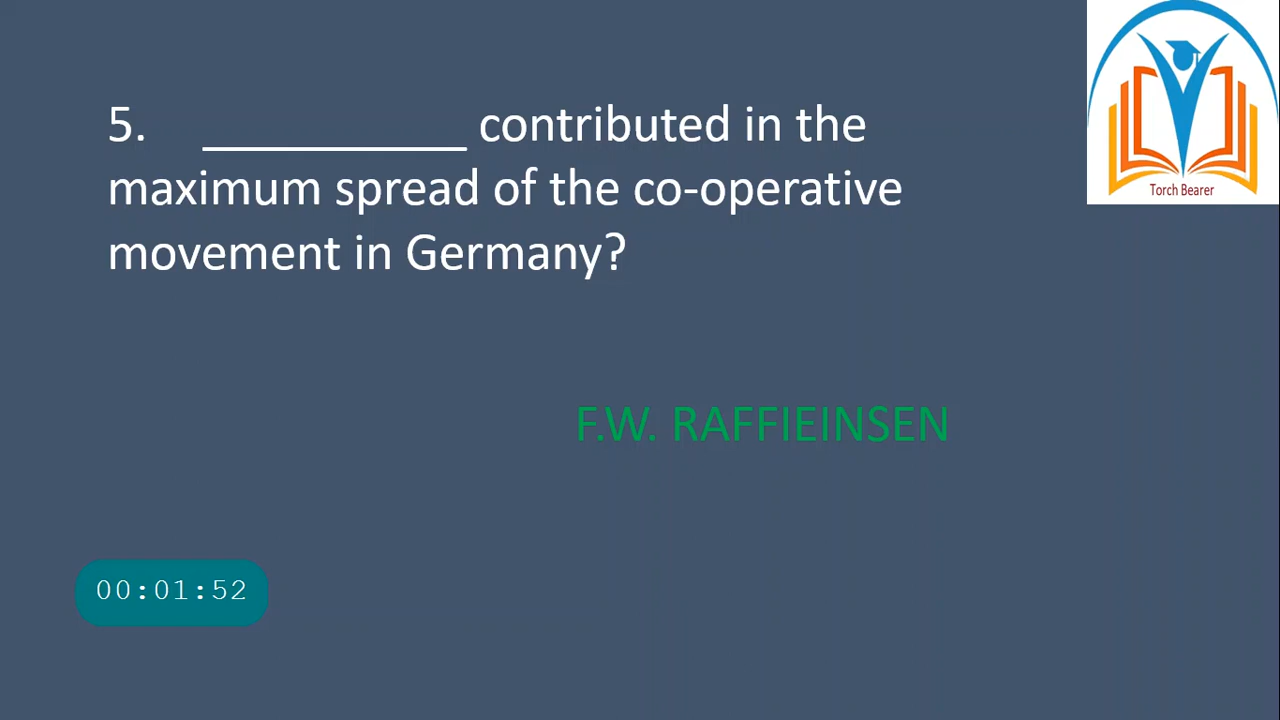 5. __________ contributed in the
maximum spread of the co-operative
movement in Germany?
F.W. RAFFIEINSEN
00:01:52
Torch Bearer